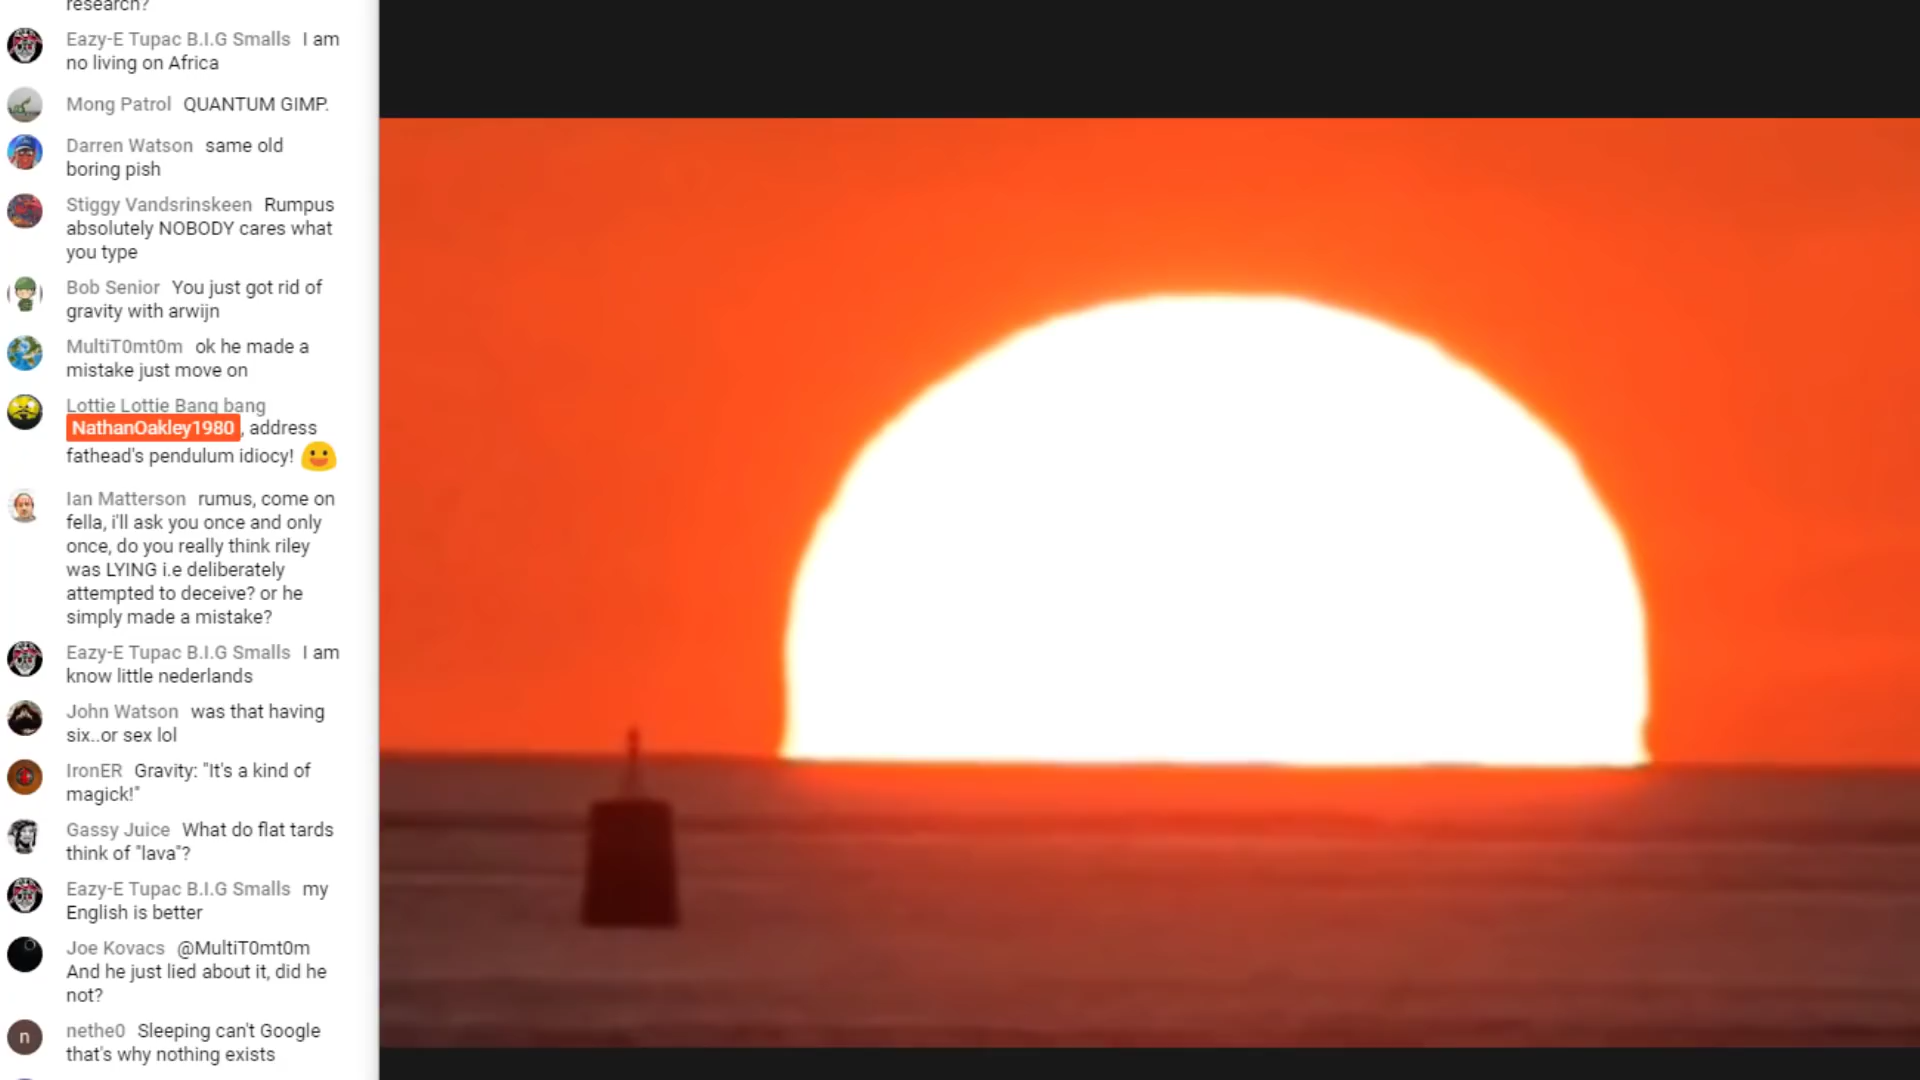 research?
Eazy-E Tupac B.I.G Smalls I am
no living on Africa
Mong Patrol QUANTUM GIMP.
Darren Watson same old
boring pish
Stiggy Vandsrinskeen Rumpus
absolutely NOBODY cares what
you type
Bob Senior You just got rid of
gravity with arwijn
MultiT0mt0m ok he made a
mistake just move on
Lottie Lottie Bang bang
NathanOakley1980, address
fathead's pendulum idiocy!
Ian Matterson rumus, come on
fella, i'll ask you once and only
once, do you really think riley
was LYING i.e deliberately
attempted to deceive? or he
simply made a mistake?
Eazy-E Tupac B.I.G Smalls I am
know little nederlands
John Watson was that having
six..or sex lol
IronER Gravity: "It's a kind of
magick!"
Gassy Juice What do flat tards
think of "lava"?
Eazy-E Tupac B.I.G Smalls my
English is better
Joe Kovacs @MultiT0mt0m
And he just lied about it, did he
not?
n nethe0 Sleeping can't Google
that's why nothing exists